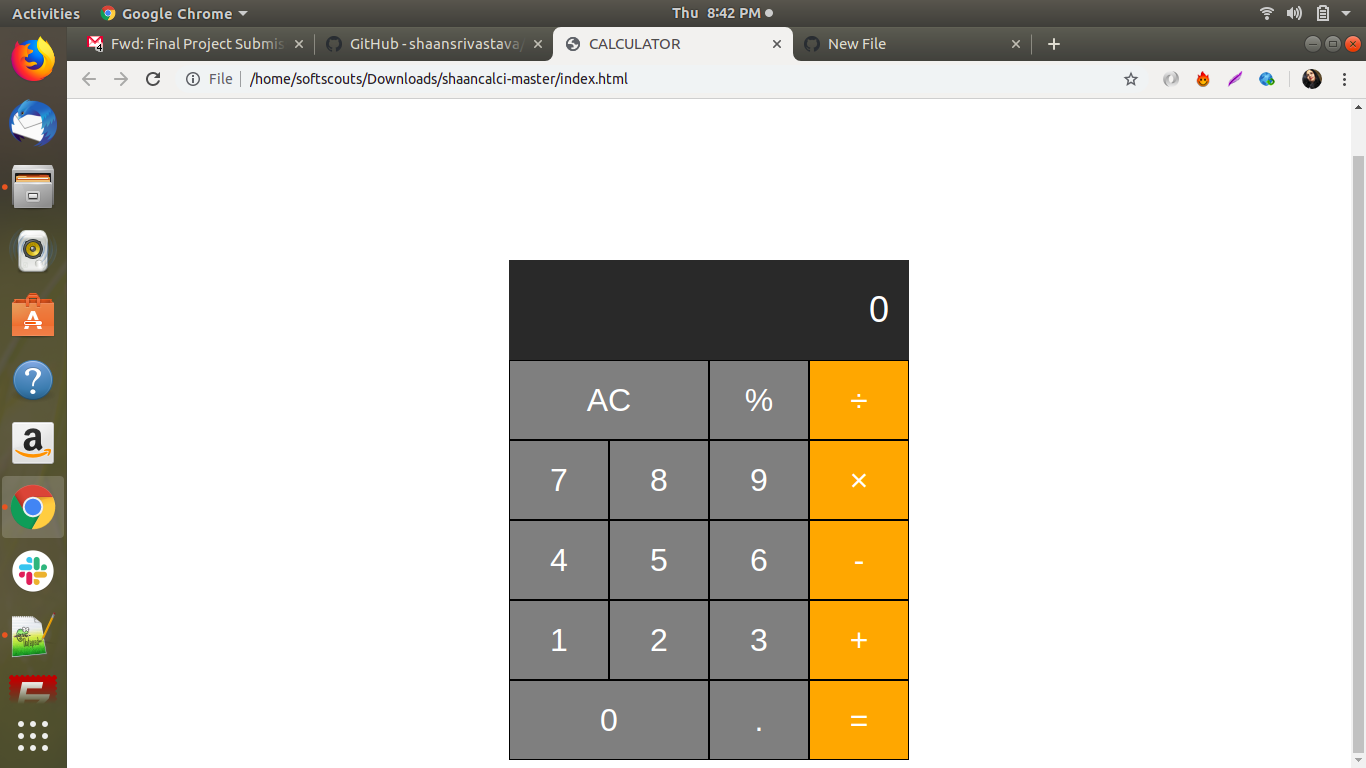 Activities Google Chrome Thu 8:42 PM
Fwd: Final Project Submis GitHub - shaansrivastava/ CALCULATOR New File
File /home/softscouts/Downloads/shaancalci-master/index.html
0
AC % ÷
7 8 9 ×
4 5 6 -
1 2 3 +
0 . =